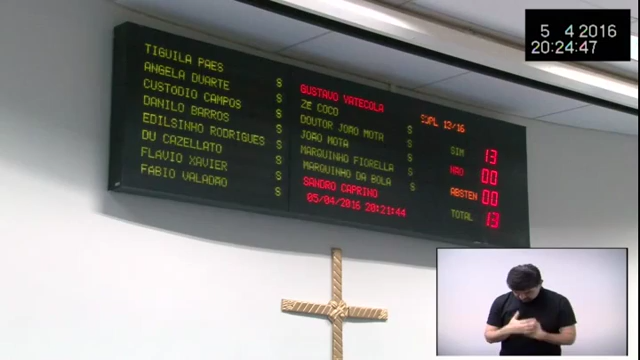 5 4 2016
20:24:47
TIGUILA PAES S
ANGELA DUARTE S
CUSTODIO CAMPOS S
DANILO BARROS S
EDILSINHO RODRIGUES S
DU CAZELLATO S
FLAVIO XAVIER S
FABIO VALADAO S
GUSTAVO VATECOLA
ZE COCO S
DOUTOR JOAO MOTA S
JOAO MOTA S
MARQUINHO FIORELLA S
MARQUINHO DA BOLA S
SANDRO CAPRINO
05/04/2016 20:21:44
12/16
SIM 13
NAO 00
ABSTEN 00
TOTAL 13